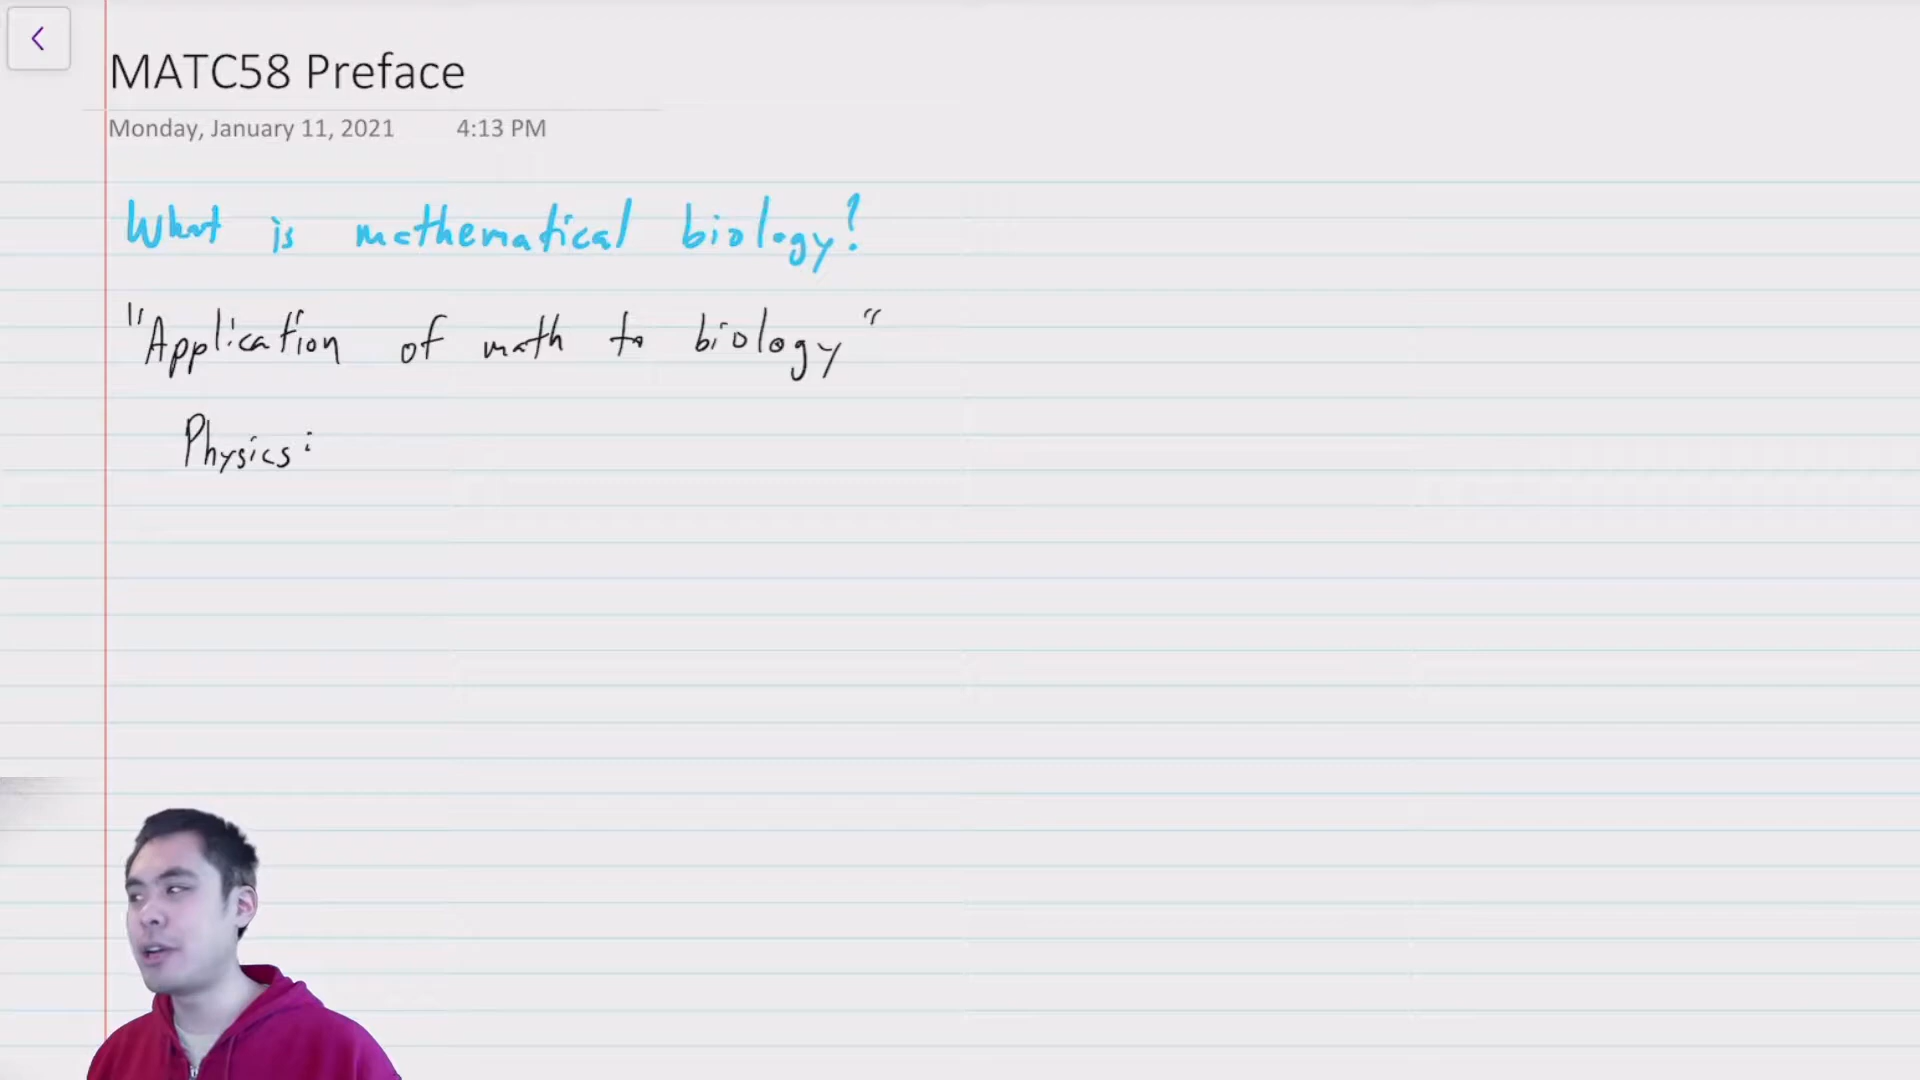 MATC58 Preface
Monday, January 11, 2021 4:13 PM
What is mathematical biology?
"Application of math to biology"
Physics: